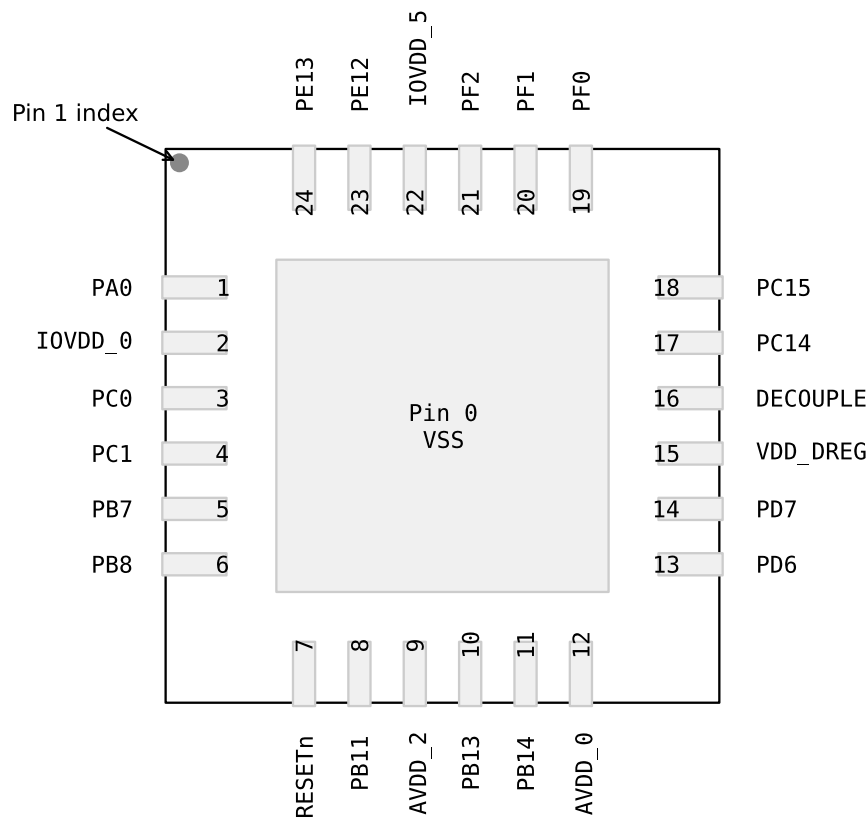 PE13
PE12
IOVDD_5
PF2
PF1
PF0
Pin 1 index
24
23
22
21
20
19
PA0 1
18 PC15
IOVDD_0 2
17 PC14
PC0 3
16 DECOUPLE
PC1 4
15 VDD_DREG
PB7 5
14 PD7
PB8 6
13 PD6
Pin 0
VSS
7
8
9
10
11
12
RESETn
PB11
AVDD_2
PB13
PB14
AVDD_0